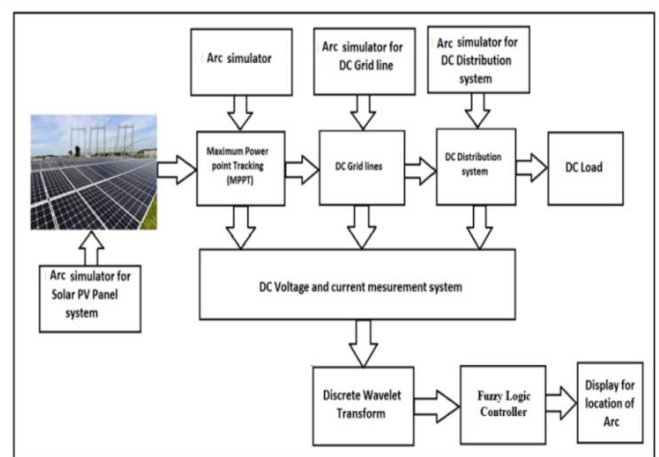 Arc simulator
Arc simulator for
DC Grid line
Arc simulator for
DC Distribution
system
Maximum Power
point Tracking
(MPPT)
DC Grid lines
DC Distribution
system
DC Load
Arc simulator for
Solar PV Panel
system
DC Voltage and current mesurement system
Discrete Wavelet
Transform
Fuzzy Logic
Controller
Display for
location of
Arc